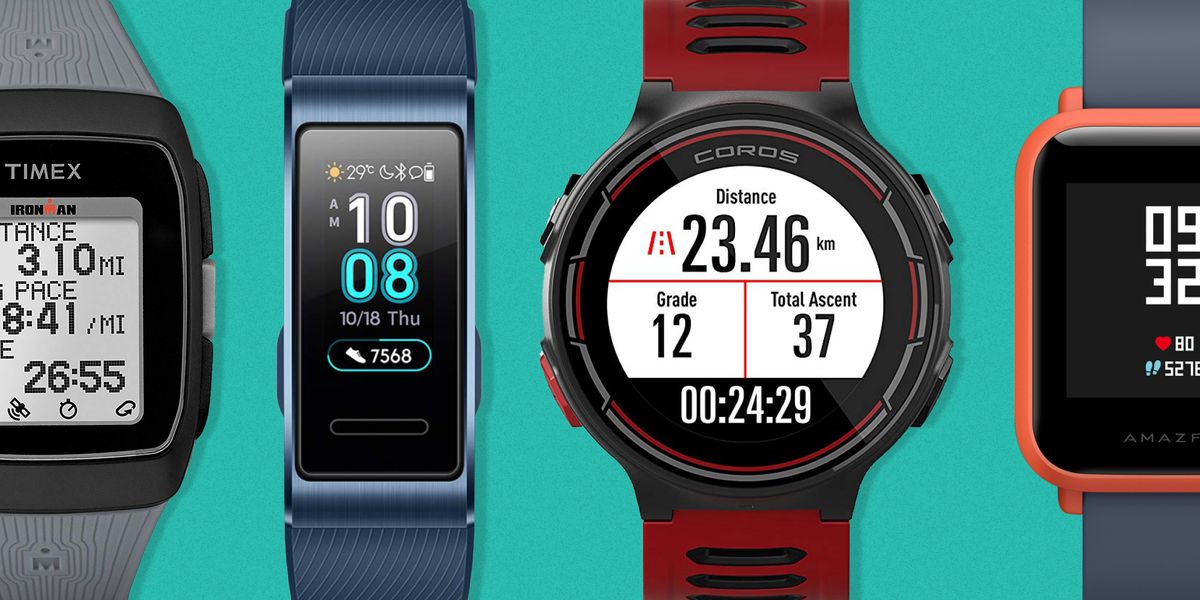 TIMEX
IRONMAN
TANCE
3.10 MI
PACE
8:41 /MI
E
26:55
29°C
AM
10
08
10/18 Thu
7568
COROS
Distance
23.46 km
Grade
12
Total Ascent
37
00:24:29
09
32
80
5278
AMAZF